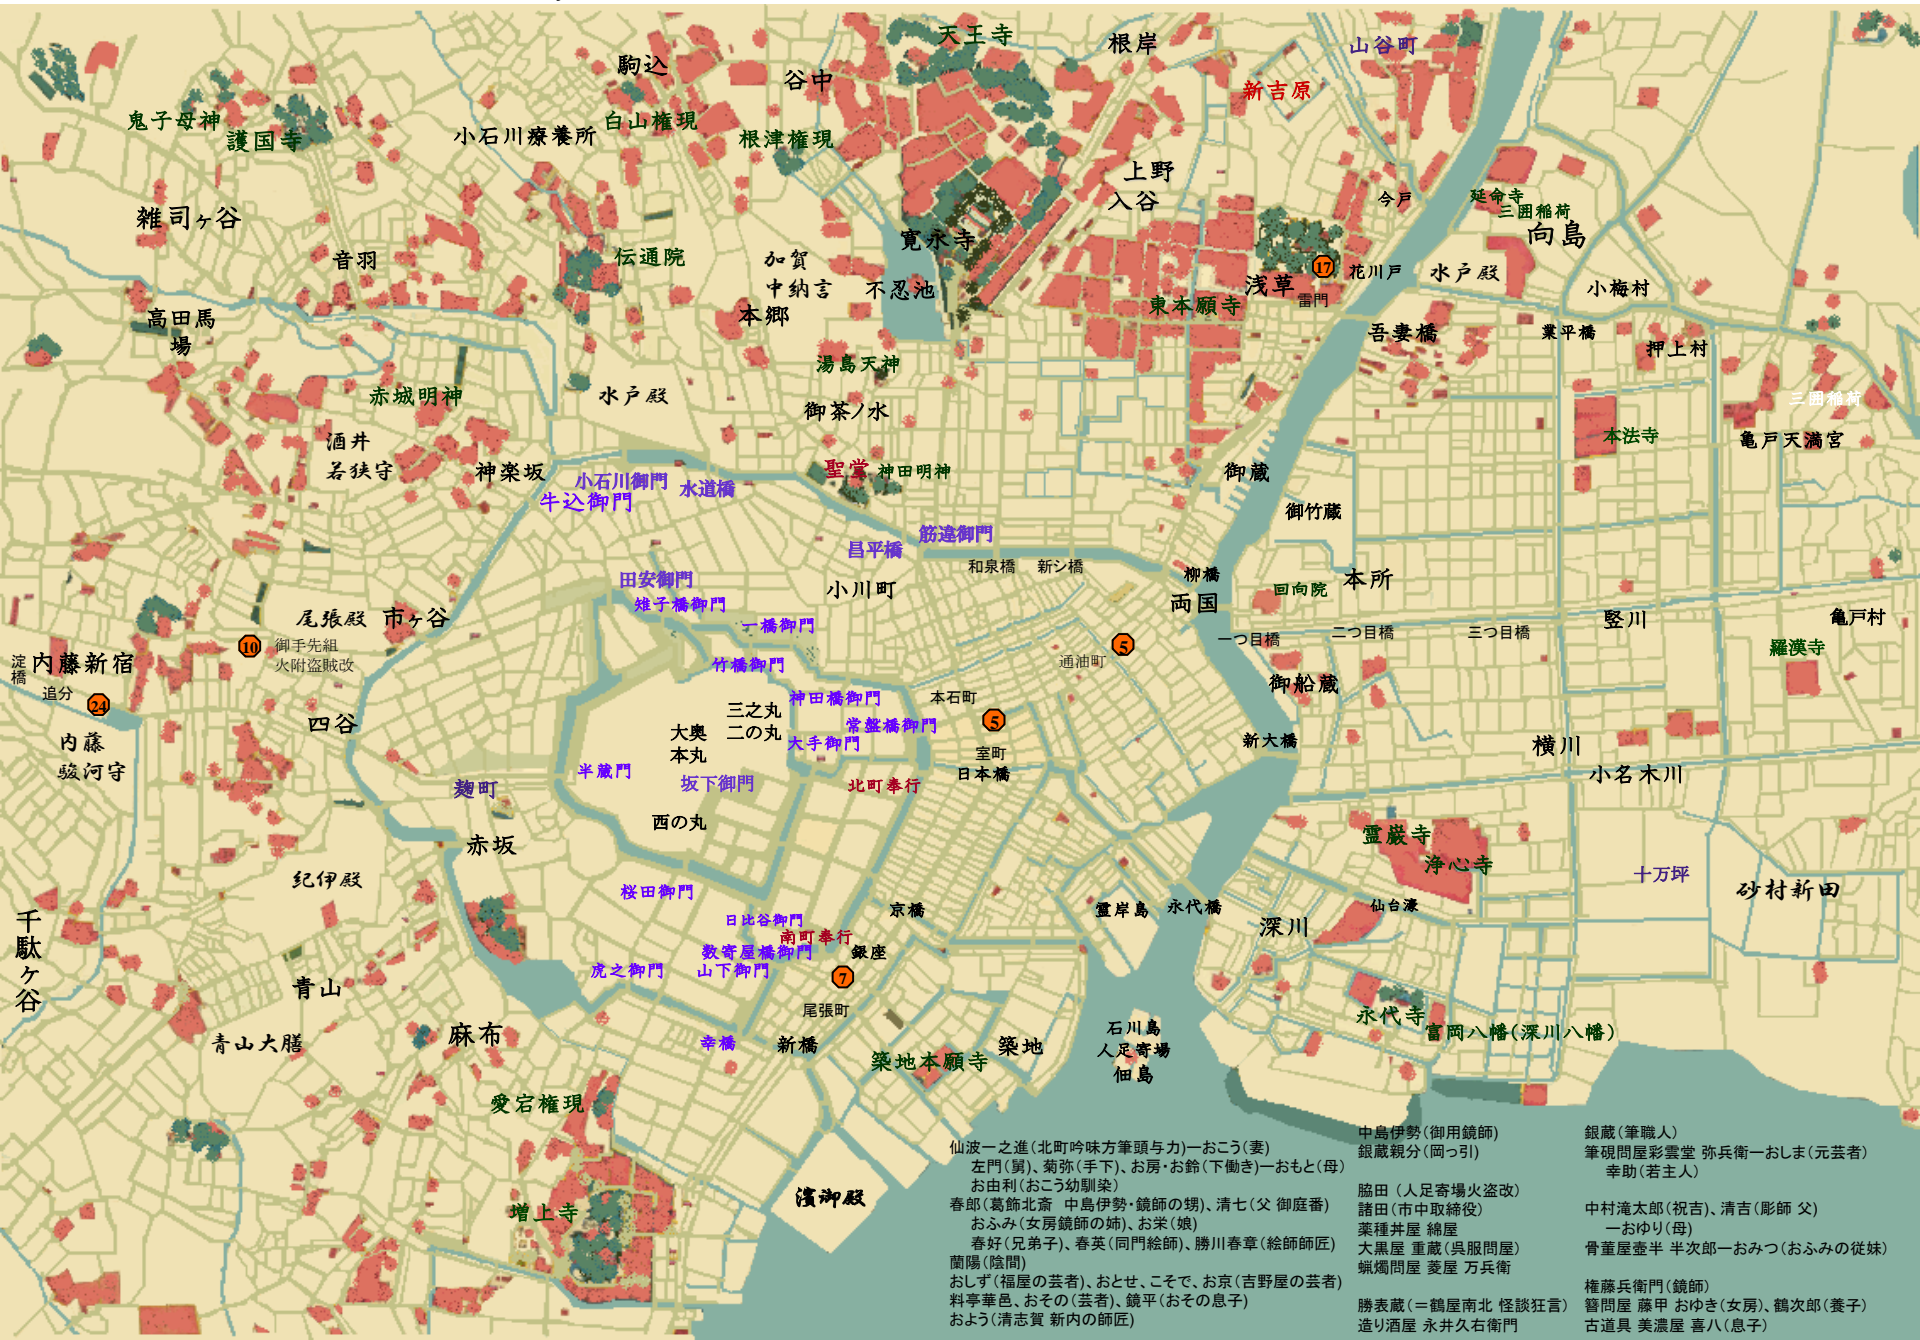 天王寺
根岸
山谷町
駒込
谷中
新吉原
鬼子母神
護国寺
小石川療養所
白山権現
根津権現
上野
入谷
今戸
延命寺
三囲稲荷
向島
雑司ヶ谷
音羽
伝通院
加賀
中納言
本郷
寛永寺
不忍池
浅草
17
雷門
花川戸
水戸殿
小梅村
東本願寺
高田馬
場
吾妻橋
業平橋
押上村
湯島天神
赤城明神
水戸殿
御茶ノ水
三囲稲荷
本法寺
亀戸天満宮
酒井
若狭守
神楽坂
小石川御門
牛込御門
水道橋
聖堂
神田明神
御蔵
御竹蔵
昌平橋
筋違御門
和泉橋
新シ橋
柳橋
両国
回向院
本所
田安御門
雉子橋御門
一橋御門
竹橋御門
小川町
尾張殿
市ヶ谷
10
御手先組
火附盗賊改
淀橋
内藤新宿
追分
24
内藤
駿河守
四谷
通油町
5
一つ目橋
二つ目橋
三つ目橋
竪川
亀戸村
羅漢寺
御船蔵
神田橋御門
常盤橋御門
大手御門
本石町
5
室町
日本橋
三之丸
二の丸
大奥
本丸
坂下御門
西の丸
北町奉行
半蔵門
麹町
赤坂
新大橋
横川
小名木川
霊巌寺
浄心寺
十万坪
砂村新田
紀伊殿
桜田御門
日比谷御門
南町奉行
数寄屋橋御門
山下御門
虎之御門
銀座
7
尾張町
京橋
霊岸島
永代橋
仙台濠
深川
千駄ヶ谷
青山
青山大膳
麻布
幸橋
新橋
築地本願寺
築地
石川島
人足寄場
佃島
永代寺
富岡八幡(深川八幡)
愛宕権現
増上寺
濱御殿
仙波一之進(北町吟味方筆頭与力)ーおこう(妻)
左門(舅)、菊弥(手下)、お房・お鈴(下働き)ーおもと(母)
お由利(おこう幼馴染)
春郎(葛飾北斎 中島伊勢・鏡師の甥)、清七(父 御庭番)
おふみ(女房鏡師の姉)、お栄(娘)
春好(兄弟子)、春英(同門絵師)、勝川春章(絵師師匠)
蘭陽(陰間)
おしず(福屋の芸者)、おとせ、こそで、お京(吉野屋の芸者)
料亭華邑、おその(芸者)、鏡平(おその息子)
およう(清志賀 新内の師匠)
中島伊勢(御用鏡師)
銀蔵親分(岡っ引)
脇田 (人足寄場火盗改)
諸田(市中取締役)
薬種丼屋 綿屋
大黒屋 重蔵(呉服問屋)
蝋燭問屋 菱屋 万兵衛
勝表蔵(=鶴屋南北 怪談狂言)
造り酒屋 永井久右衛門
銀蔵(筆職人)
筆硯問屋彩雲堂 弥兵衛ーおしま(元芸者)
幸助(若主人)
中村滝太郎(祝吉)、清吉(彫師 父)
ーおゆり(母)
骨董屋壷半 半次郎ーおみつ(おふみの従妹)
権藤兵衛門(鏡師)
簪問屋 藤甲 おゆき(女房)、鶴次郎(養子)
古道具 美濃屋 喜八(息子)